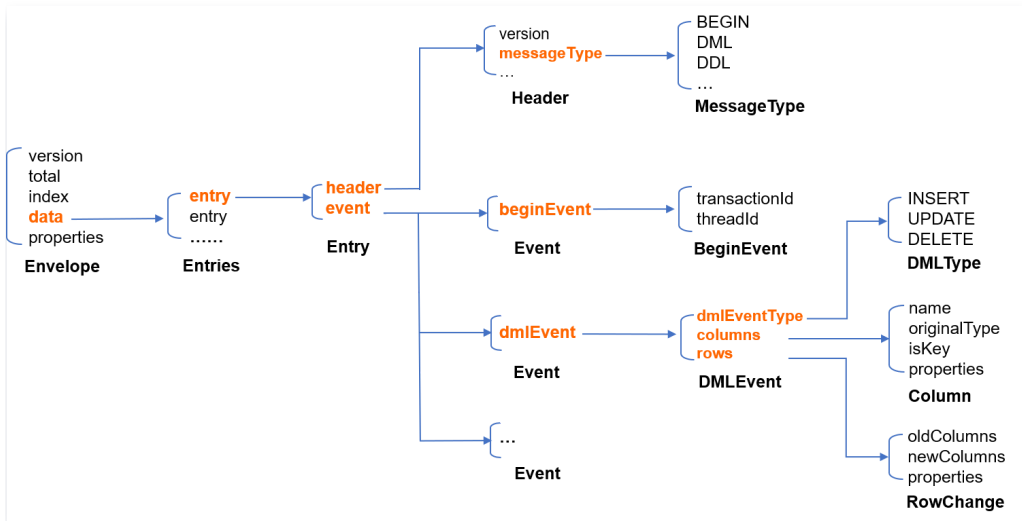 version
messageType
...
Header
BEGIN
DML
DDL
...
MessageType
version
total
index
data
properties
Envelope
entry
entry
......
Entries
header
event
Entry
beginEvent
Event
transactionId
threadId
BeginEvent
INSERT
UPDATE
DELETE
DMLType
dmlEvent
Event
dmlEventType
columns
rows
DMLEvent
name
originalType
isKey
properties
Column
...
Event
oldColumns
newColumns
properties
RowChange